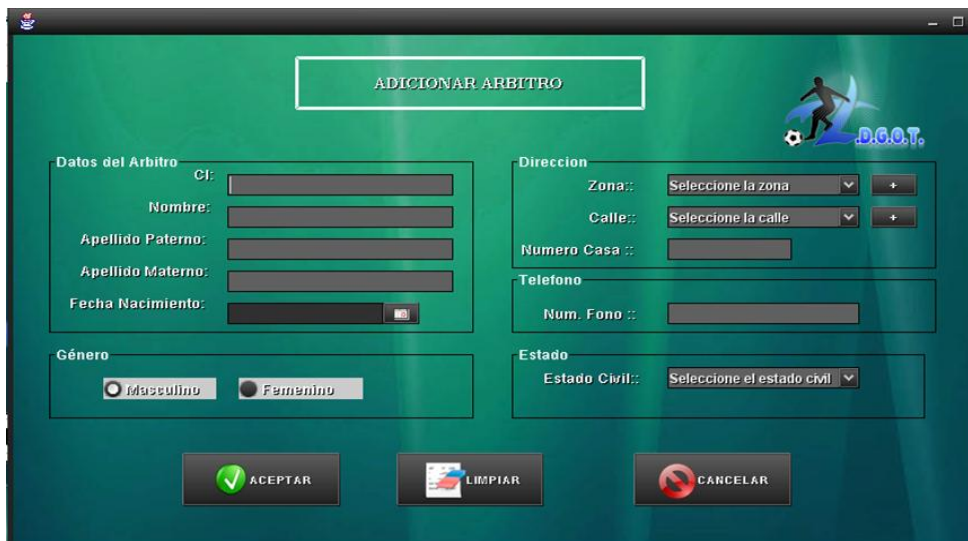 ADICIONAR ARBITRO
.D.G.O.T.
Datos del Arbitro
CI:
Nombre:
Apellido Paterno:
Apellido Materno:
Fecha Nacimiento:
Género
Masculino
Femenino
Direccion
Zona::
Seleccione la zona
+
Calle::
Seleccione la calle
+
Numero Casa ::
Telefono
Num. Fono ::
Estado
Estado Civil::
Seleccione el estado civil
ACEPTAR
LIMPIAR
CANCELAR